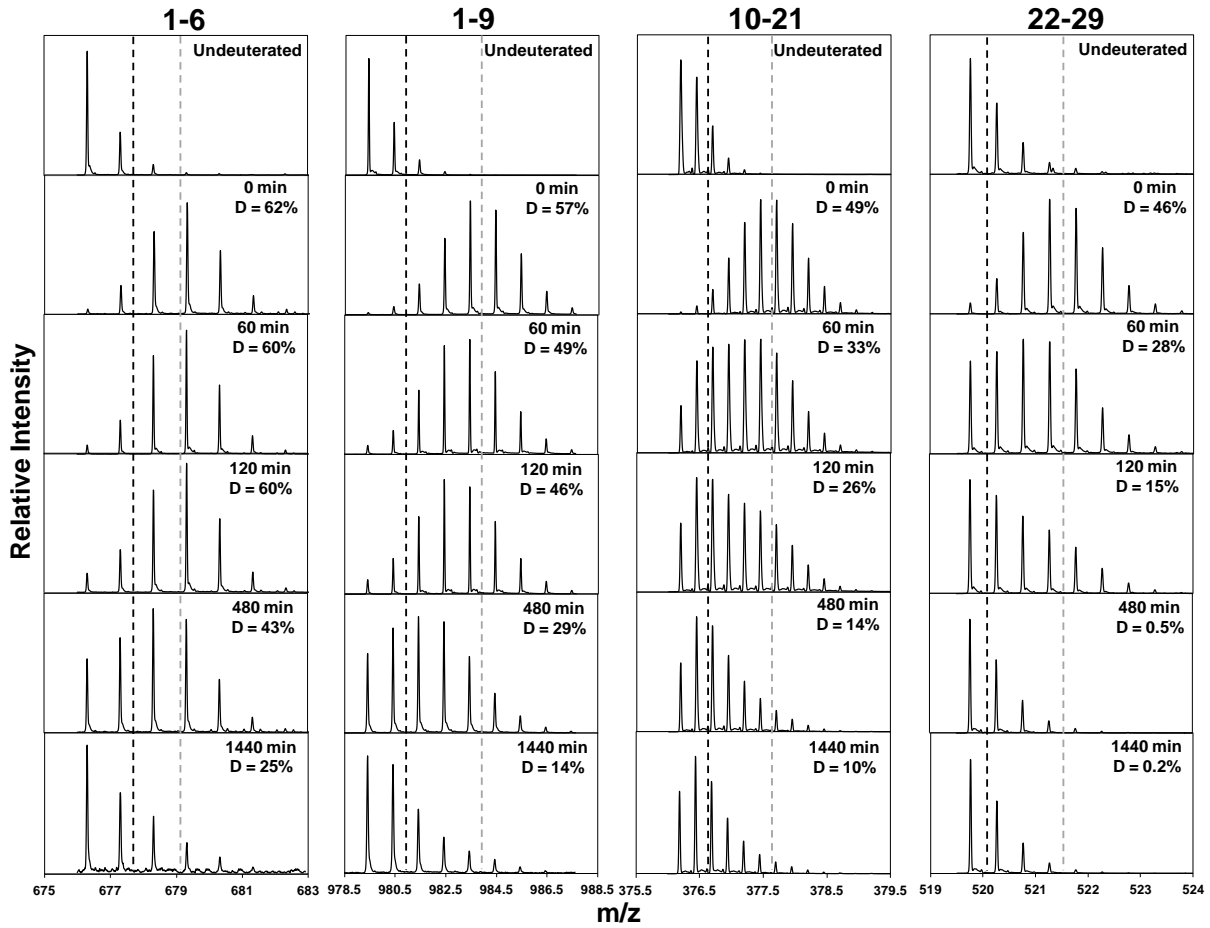 1-6 1-9 10-21 22-29
Undeuterated Undeuterated Undeuterated Undeuterated
0 min 0 min 0 min 0 min
D = 62% D = 57% D = 49% D = 46%
60 min 60 min 60 min 60 min
D = 60% D = 49% D = 33% D = 28%
Relative Intensity
120 min 120 min 120 min 120 min
D = 60% D = 46% D = 26% D = 15%
480 min 480 min 480 min 480 min
D = 43% D = 29% D = 14% D = 0.5%
1440 min 1440 min 1440 min 1440 min
D = 25% D = 14% D = 10% D = 0.2%
675 677 679 681 683 978.5 980.5 982.5 984.5 986.5 988.5 375.5 376.5 377.5 378.5 379.5 519 520 521 522 523 524
m/z